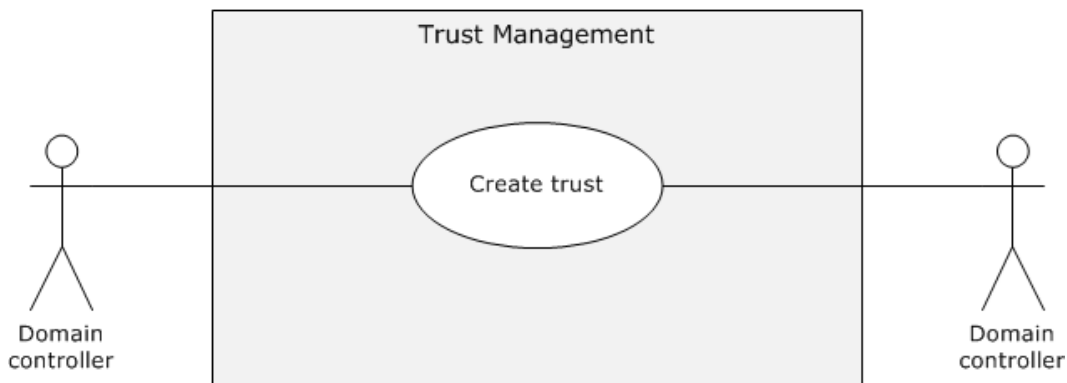 Trust Management
Create trust
Domain
controller
Domain
controller